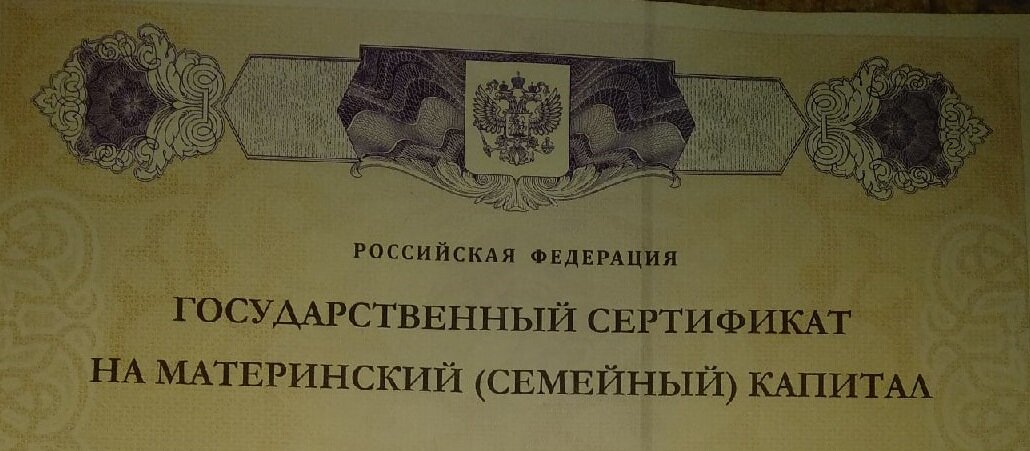 РОССИЙСКАЯ ФЕДЕРАЦИЯ
ГОСУДАРСТВЕННЫЙ СЕРТИФИКАТ
НА МАТЕРИНСКИЙ (СЕМЕЙНЫЙ) КАПИТАЛ